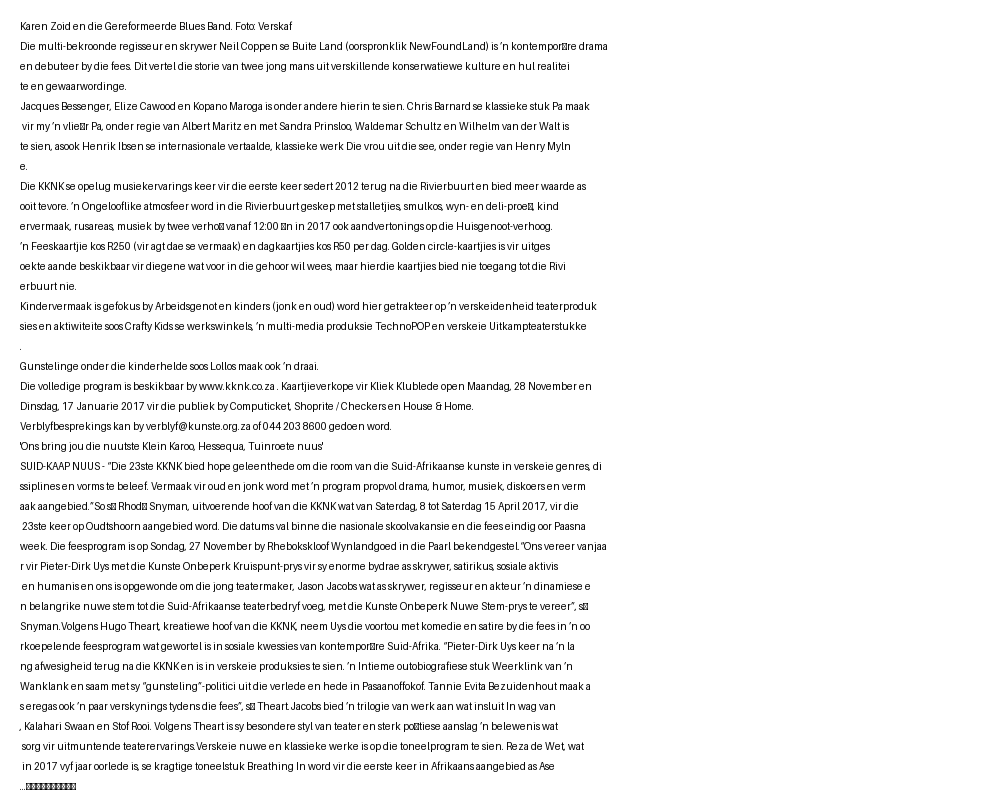 Karen Zoid en die Gereformeerde Blues Band. Foto: Verskaf
Die multi-bekroonde regisseur en skrywer Neil Coppen se Buite Land (oorspronklik NewFoundLand) is ’n kontempor□re drama
en debuteer by die fees. Dit vertel die storie van twee jong mans uit verskillende konserwatiewe kulture en hul realitei
te en gewaarwordinge.
Jacques Bessenger, Elize Cawood en Kopano Maroga is onder andere hierin te sien. Chris Barnard se klassieke stuk Pa maak
vir my ’n vlie□r Pa, onder regie van Albert Maritz en met Sandra Prinsloo, Waldemar Schultz en Wilhelm van der Walt is
te sien, asook Henrik Ibsen se internasionale vertaalde, klassieke werk Die vrou uit die see, onder regie van Henry Myln
e.
Die KKNK se opelug musiekervarings keer vir die eerste keer sedert 2012 terug na die Rivierbuurt en bied meer waarde as
ooit tevore. ’n Ongelooflike atmosfeer word in die Rivierbuurt geskep met stalletjies, smulkos, wyn- en deli-proe□, kind
ervermaak, rusareas, musiek by twee verho□ vanaf 12:00 □n in 2017 ook aandvertonings op die Huisgenoot-verhoog.
’n Feeskaartjie kos R250 (vir agt dae se vermaak) en dagkaartjies kos R50 per dag. Golden circle-kaartjies is vir uitges
oekte aande beskikbaar vir diegene wat voor in die gehoor wil wees, maar hierdie kaartjies bied nie toegang tot die Rivi
erbuurt nie.
Kindervermaak is gefokus by Arbeidsgenot en kinders (jonk en oud) word hier getrakteer op ’n verskeidenheid teaterproduk
sies en aktiwiteite soos Crafty Kids se werkswinkels, ’n multi-media produksie TechnoPOP en verskeie Uitkampteaterstukke
.
Gunstelinge onder die kinderhelde soos Lollos maak ook ’n draai.
Die volledige program is beskikbaar by www.kknk.co.za . Kaartjieverkope vir Kliek Klublede open Maandag, 28 November en
Dinsdag, 17 Januarie 2017 vir die publiek by Computicket, Shoprite / Checkers en House & Home.
Verblyfbesprekings kan by verblyf@kunste.org.za of 044 203 8600 gedoen word.
'Ons bring jou die nuutste Klein Karoo, Hessequa, Tuinroete nuus'
SUID-KAAP NUUS - “Die 23ste KKNK bied hope geleenthede om die room van die Suid-Afrikaanse kunste in verskeie genres, di
ssiplines en vorms te beleef. Vermaak vir oud en jonk word met ’n program propvol drama, humor, musiek, diskoers en verm
aak aangebied.” So s□ Rhod□ Snyman, uitvoerende hoof van die KKNK wat van Saterdag, 8 tot Saterdag 15 April 2017, vir die
23ste keer op Oudtshoorn aangebied word. Die datums val binne die nasionale skoolvakansie en die fees eindig oor Paasna
week. Die feesprogram is op Sondag, 27 November by Rhebokskloof Wynlandgoed in die Paarl bekendgestel.“Ons vereer vanjaa
r vir Pieter-Dirk Uys met die Kunste Onbeperk Kruispunt-prys vir sy enorme bydrae as skrywer, satirikus, sosiale aktivis
en humanis en ons is opgewonde om die jong teatermaker, Jason Jacobs wat as skrywer, regisseur en akteur ’n dinamiese e
n belangrike nuwe stem tot die Suid-Afrikaanse teaterbedryf voeg, met die Kunste Onbeperk Nuwe Stem-prys te vereer”, s□
Snyman.Volgens Hugo Theart, kreatiewe hoof van die KKNK, neem Uys die voortou met komedie en satire by die fees in ’n oo
rkoepelende feesprogram wat gewortel is in sosiale kwessies van kontempor□re Suid-Afrika. “Pieter-Dirk Uys keer na ’n la
ng afwesigheid terug na die KKNK en is in verskeie produksies te sien. ’n Intieme outobiografiese stuk Weerklink van ’n
Wanklank en saam met sy “gunsteling”-politici uit die verlede en hede in Pasaanoffokof. Tannie Evita Bezuidenhout maak a
s eregas ook ’n paar verskynings tydens die fees”, s□ Theart.Jacobs bied ’n trilogie van werk aan wat insluit In wag van
, Kalahari Swaan en Stof Rooi. Volgens Theart is sy besondere styl van teater en sterk po□tiese aanslag ’n belewenis wat
sorg vir uitmuntende teaterervarings.Verskeie nuwe en klassieke werke is op die toneelprogram te sien. Reza de Wet, wat
in 2017 vyf jaar oorlede is, se kragtige toneelstuk Breathing In word vir die eerste keer in Afrikaans aangebied as Ase
...□□□□□□□□□□